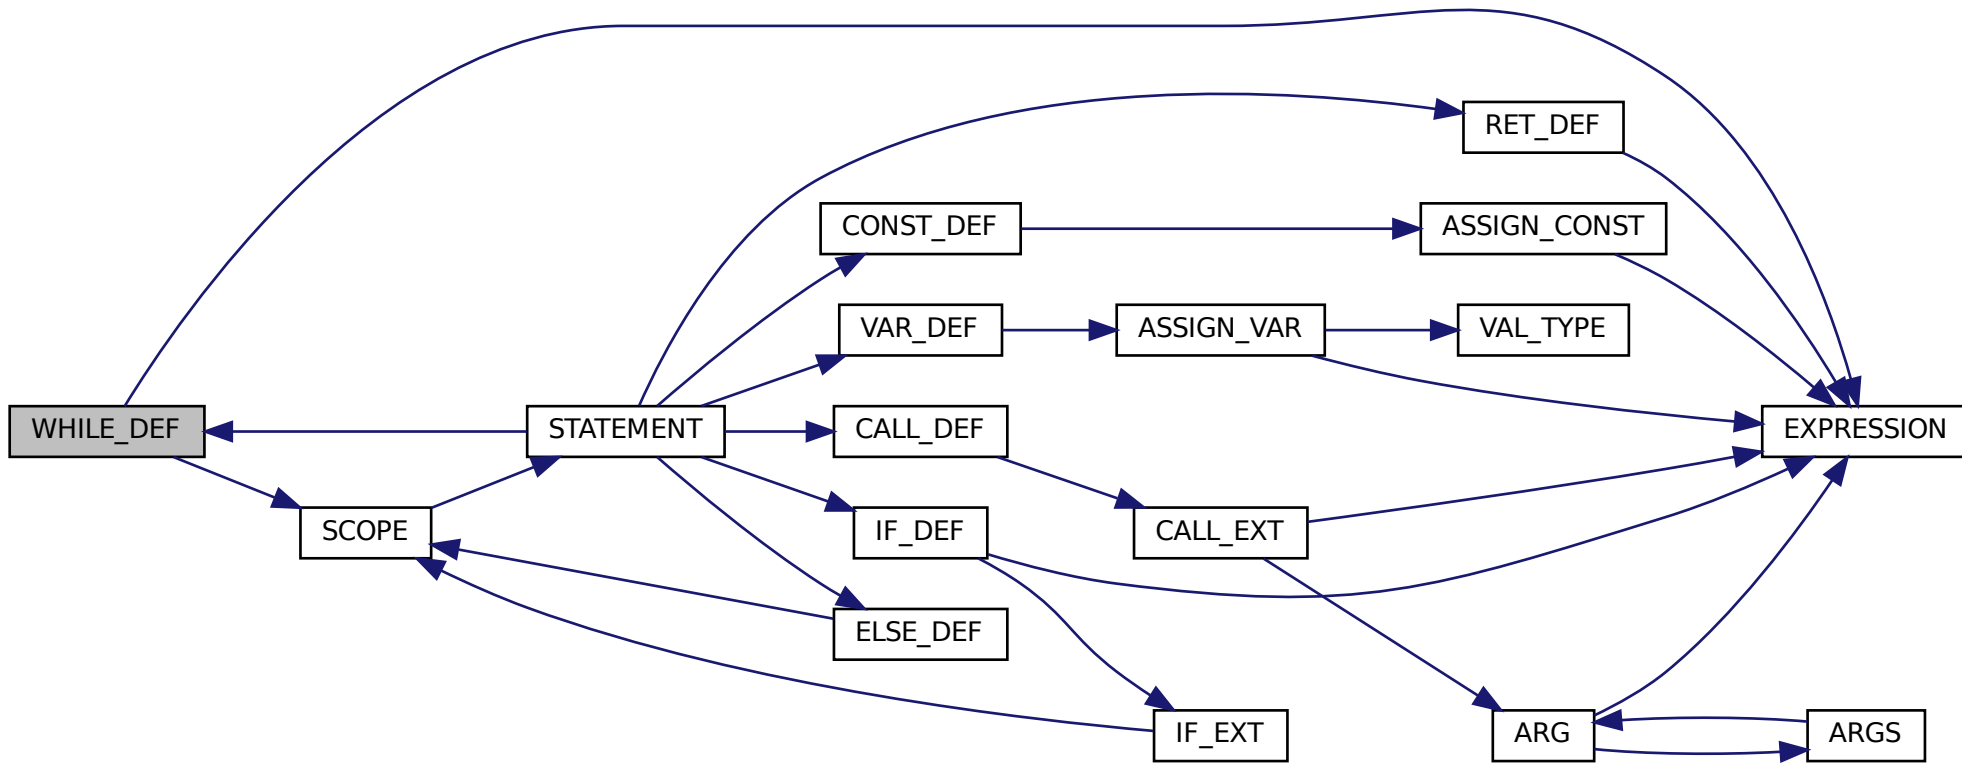 RET_DEF
CONST_DEF
ASSIGN_CONST
VAR_DEF
ASSIGN_VAR
VAL_TYPE
WHILE_DEF
STATEMENT
CALL_DEF
EXPRESSION
SCOPE
IF_DEF
CALL_EXT
ELSE_DEF
IF_EXT
ARG
ARGS